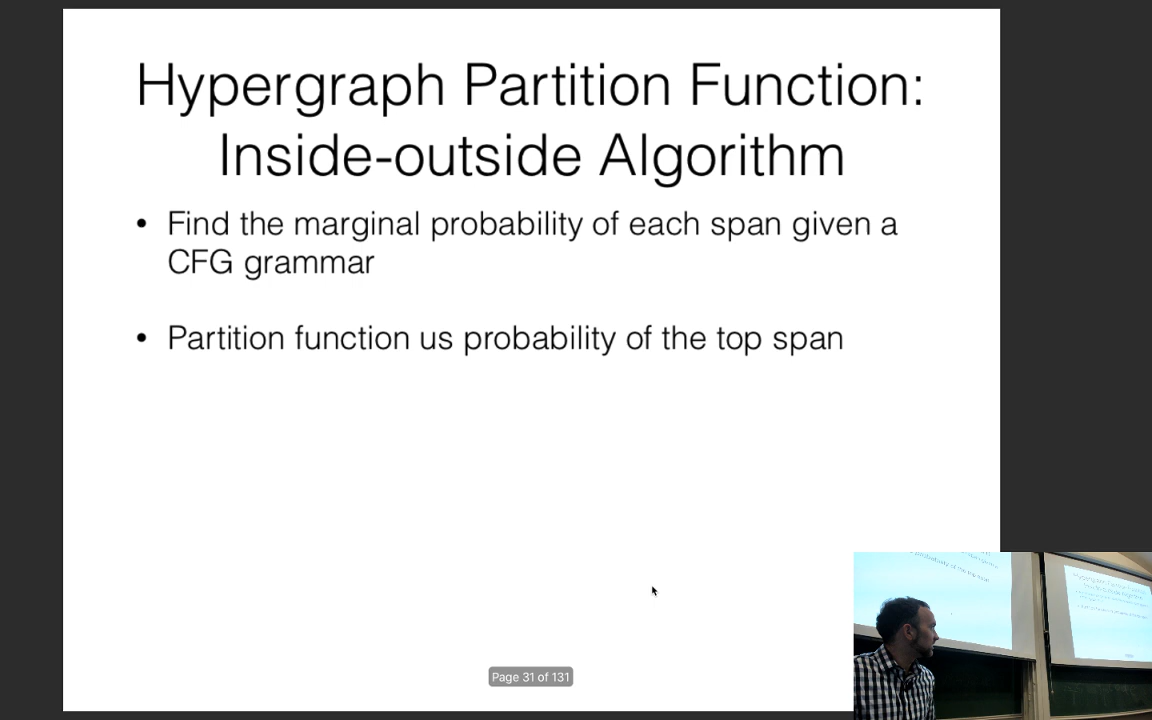 Hypergraph Partition Function:
Inside-outside Algorithm
• Find the marginal probability of each span given a
CFG grammar
• Partition function us probability of the top span
Page 31 of 131